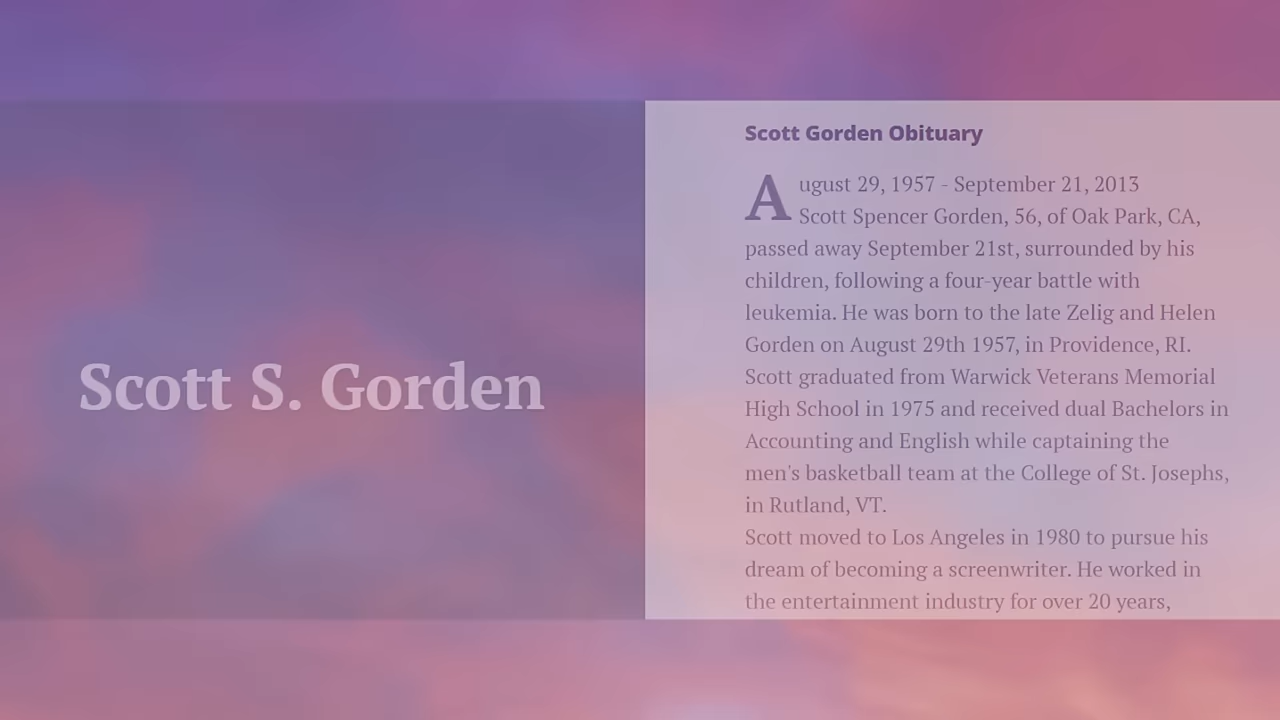 Scott S. Gorden
Scott Gorden Obituary
August 29, 1957 - September 21, 2013
Scott Spencer Gorden, 56, of Oak Park, CA,
passed away September 21st, surrounded by his
children, following a four-year battle with
leukemia. He was born to the late Zelig and Helen
Gorden on August 29th 1957, in Providence, RI.
Scott graduated from Warwick Veterans Memorial
High School in 1975 and received dual Bachelors in
Accounting and English while captaining the
men's basketball team at the College of St. Josephs,
in Rutland, VT.
Scott moved to Los Angeles in 1980 to pursue his
dream of becoming a screenwriter. He worked in
the entertainment industry for over 20 years,